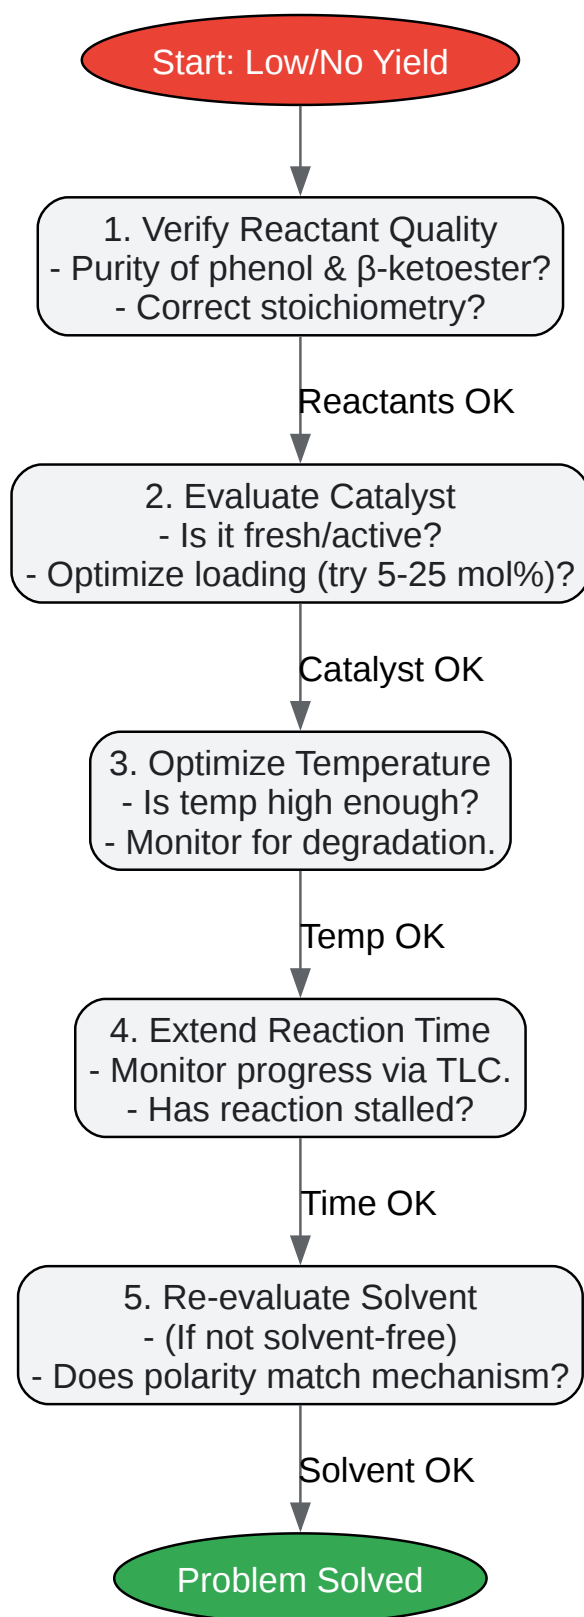 Start: Low/No Yield
1. Verify Reactant Quality
- Purity of phenol & β-ketoester?
- Correct stoichiometry?
Reactants OK
2. Evaluate Catalyst
- Is it fresh/active?
- Optimize loading (try 5-25 mol%)?
Catalyst OK
3. Optimize Temperature
- Is temp high enough?
- Monitor for degradation.
Temp OK
4. Extend Reaction Time
- Monitor progress via TLC.
- Has reaction stalled?
Time OK
5. Re-evaluate Solvent
- (If not solvent-free)
- Does polarity match mechanism?
Solvent OK
Problem Solved